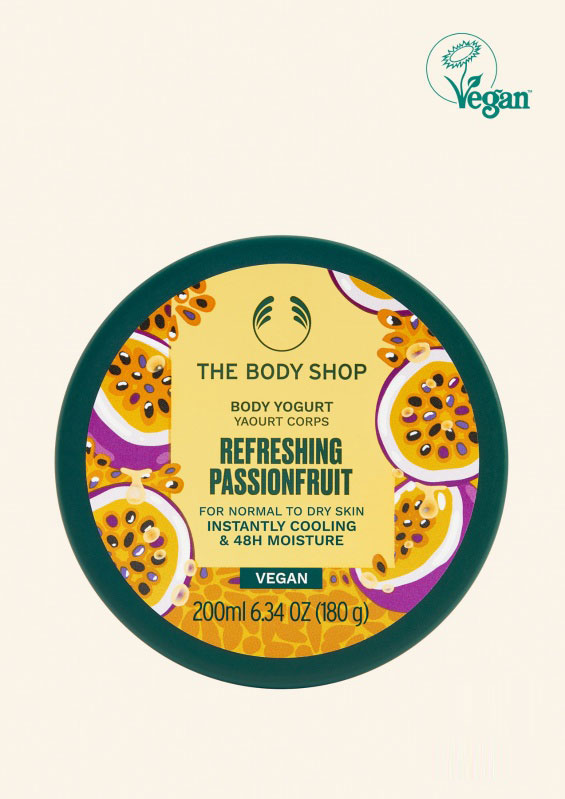 Vegan™
THE BODY SHOP
BODY YOGURT
YAOURT CORPS
REFRESHING
PASSIONFRUIT
FOR NORMAL TO DRY SKIN
INSTANTLY COOLING
& 48H MOISTURE
VEGAN
200ml 6.34 OZ (180 g)